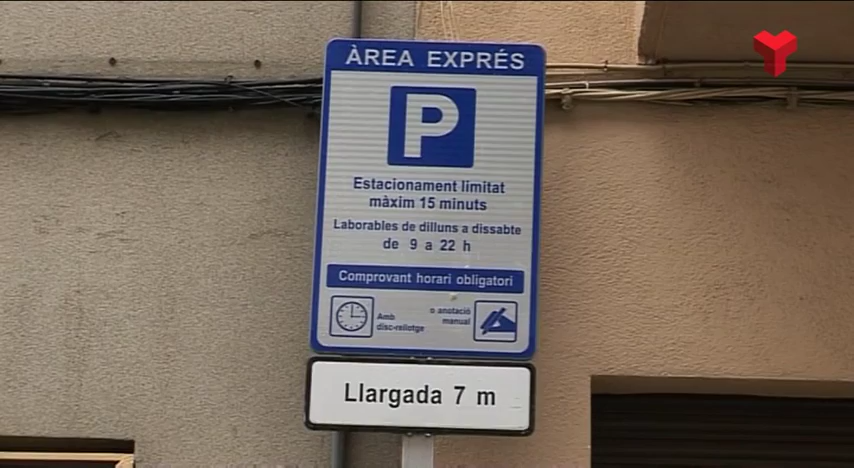 ÀREA EXPRÉS
P
Estacionament limitat
màxim 15 minuts
Laborables de dilluns a dissabte
de 9 a 22 h
Comprovant horari obligatori
Amb
disc-rellotge
o anotació
manual
Llargada 7 m